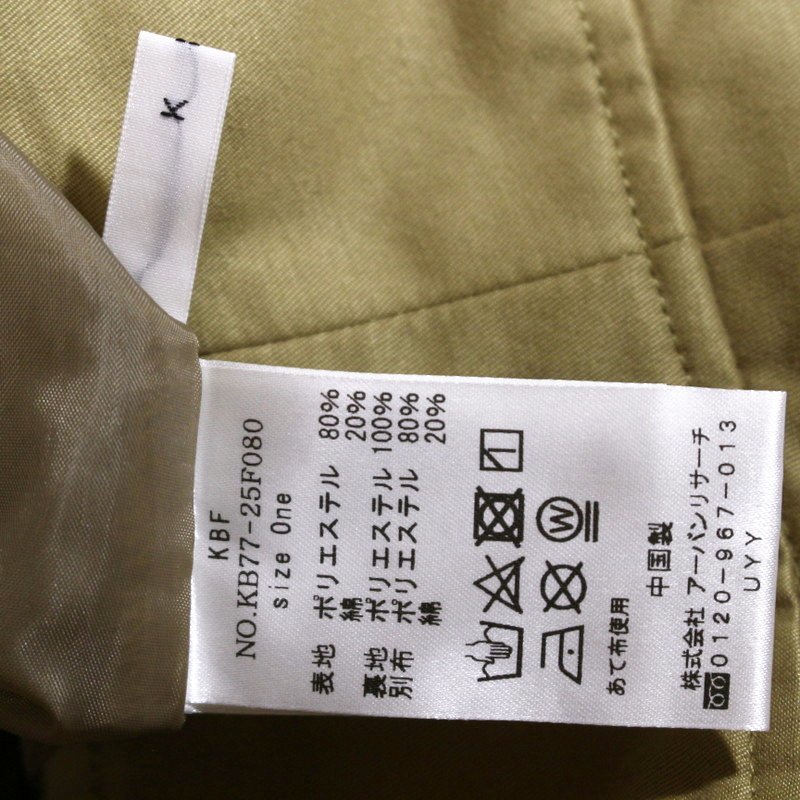 K
KBF
NO.KB77-25F080
size One
表地 ポリエステル 80%
綿 20%
裏地 ポリエステル 100%
別布 ポリエステル 80%
綿 20%
W
あて布使用
中国製
株式会社 アーバンリサーチ
0120-967-013
UYY